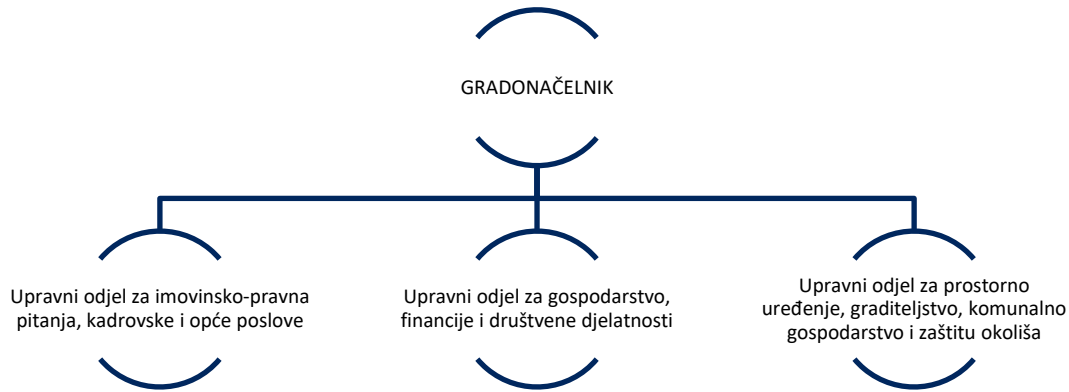 GRADONAČELNIK
Upravni odjel za imovinsko-pravna
pitanja, kadrovske i opće poslove
Upravni odjel za gospodarstvo,
financije i društvene djelatnosti
Upravni odjel za prostorno
uređenje, graditeljstvo, komunalno
gospodarstvo i zaštitu okoliša